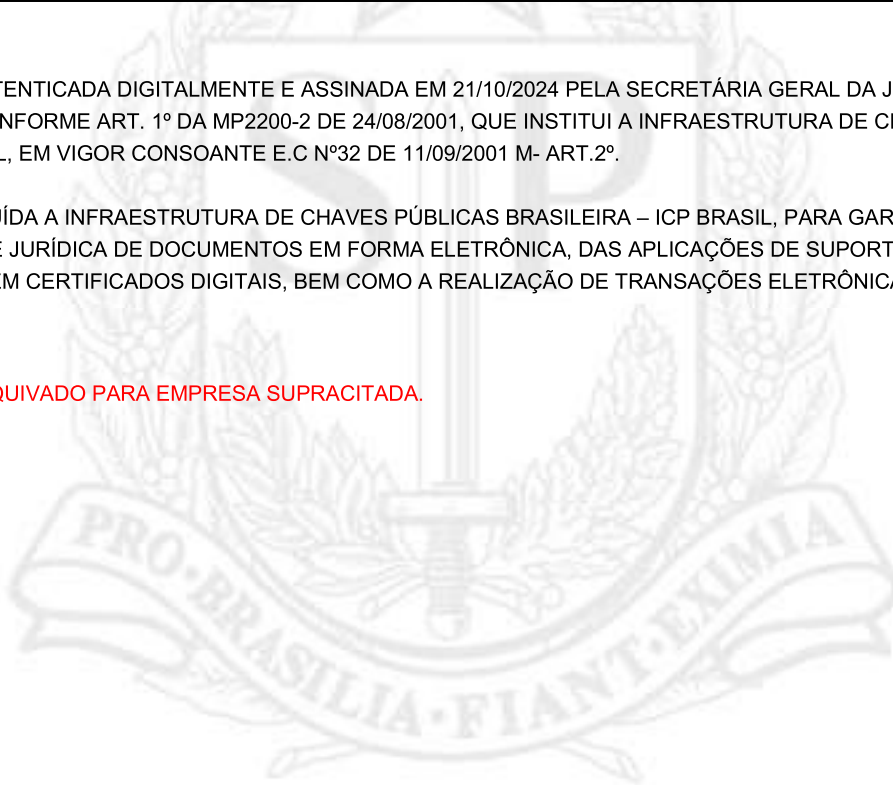 TENTICADA DIGITALMENTE E ASSINADA EM 21/10/2024 PELA SECRETÁRIA GERAL DA J
NFORME ART. 1º DA MP2200-2 DE 24/08/2001, QUE INSTITUI A INFRAESTRUTURA DE C
L, EM VIGOR CONSOANTE E.C Nº32 DE 11/09/2001 M- ART.2º.
ÍDA A INFRAESTRUTURA DE CHAVES PÚBLICAS BRASILEIRA – ICP BRASIL, PARA GAR
E JURÍDICA DE DOCUMENTOS EM FORMA ELETRÔNICA, DAS APLICAÇÕES DE SUPORT
EM CERTIFICADOS DIGITAIS, BEM COMO A REALIZAÇÃO DE TRANSAÇÕES ELETRÔNICA
QUIVADO PARA EMPRESA SUPRACITADA.
SP
PRO·BRASILIA·FIANT·EXIMIA